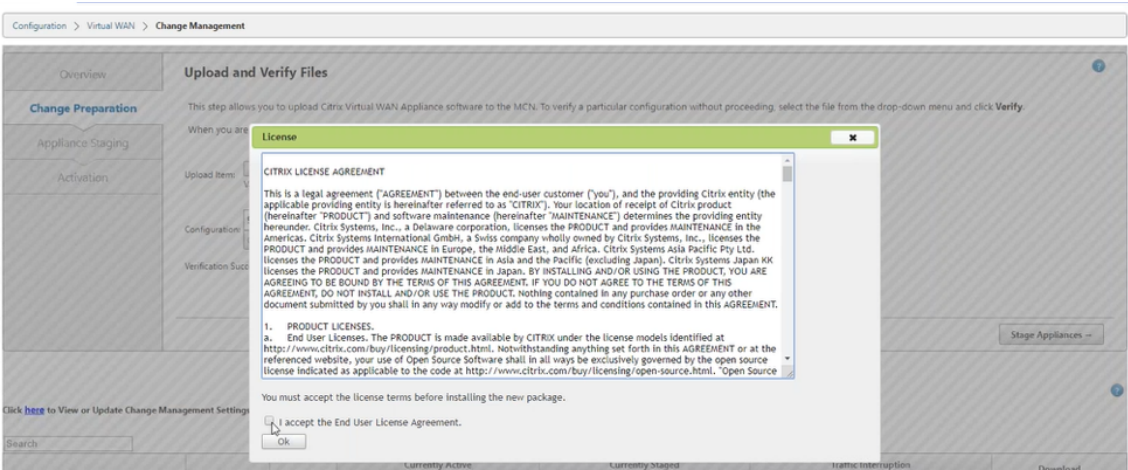 Configuration > Virtual WAN > Change Management
Overview
Change Preparation
Appliance Staging
Activation
Upload and Verify Files
This step allows you to upload Citrix Virtual WAN Appliance software to the MCN. To verify a particular configuration without proceeding, select the file from the drop-down menu and click Verify.
When you are
Upload Item:
Configuration:
Verification Succ
License
CITRIX LICENSE AGREEMENT
This is a legal agreement ("AGREEMENT") between the end-user customer ("you"), and the providing Citrix entity (the
applicable providing entity is hereinafter referred to as "CITRIX"). Your location of receipt of Citrix product
(hereinafter "PRODUCT") and software maintenance (hereinafter "MAINTENANCE") determines the providing entity
hereunder. Citrix Systems, Inc., a Delaware corporation, licenses the PRODUCT and provides MAINTENANCE in the
Americas. Citrix Systems International GmbH, a Swiss company wholly owned by Citrix Systems, Inc., licenses the
PRODUCT and provides MAINTENANCE in Europe, the Middle East, and Africa. Citrix Systems Asia Pacific Pty Ltd.
licenses the PRODUCT and provides MAINTENANCE in Asia and the Pacific (excluding Japan). Citrix Systems Japan KK
licenses the PRODUCT and provides MAINTENANCE in Japan. BY INSTALLING AND/OR USING THE PRODUCT, YOU ARE
AGREEING TO BE BOUND BY THE TERMS OF THIS AGREEMENT. IF YOU DO NOT AGREE TO THE TERMS OF THIS
AGREEMENT, DO NOT INSTALL AND/OR USE THE PRODUCT. Nothing contained in any purchase order or any other
document submitted by you shall in any way modify or add to the terms and conditions contained in this AGREEMENT.
1. PRODUCT LICENSES.
a. End User Licenses. The PRODUCT is made available by CITRIX under the license models identified at
http://www.citrix.com/buy/licensing/product.html. Notwithstanding anything set forth in this AGREEMENT or at the
referenced website, your use of Open Source Software shall in all ways be exclusively governed by the open source
license indicated as applicable to the code at http://www.citrix.com/buy/licensing/open-source.html. "Open Source
You must accept the license terms before installing the new package.
I accept the End User License Agreement.
Ok
Stage Appliances
Click here to View or Update Change Management Settings
Search:
Currently Active
Currently Staged
Traffic Interruption
Download